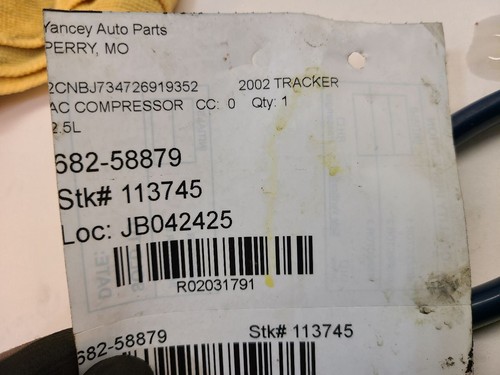 Yancey Auto Parts
PERRY, MO
2CNBJ734726919352 2002 TRACKER
AC COMPRESSOR CC: 0 Qty: 1
2.5L
682-58879
Stk# 113745
Loc: JB042425
R02031791
682-58879 Stk# 113745